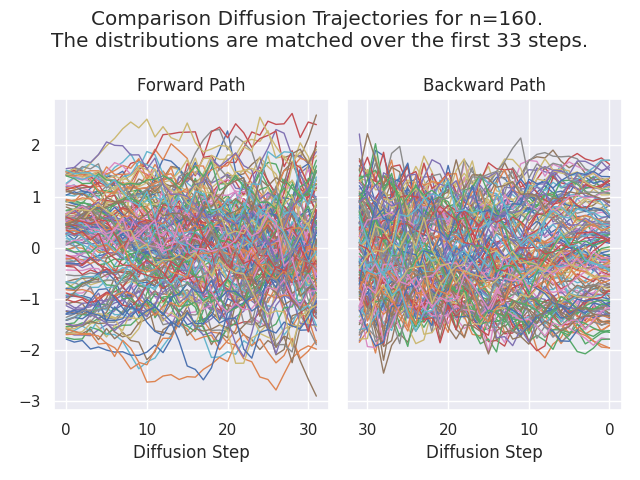 Comparison Diffusion Trajectories for n=160.
The distributions are matched over the first 33 steps.
Forward Path
Backward Path
2
1
0
−1
−2
−3
0 10 20 30
30 20 10 0
Diffusion Step
Diffusion Step